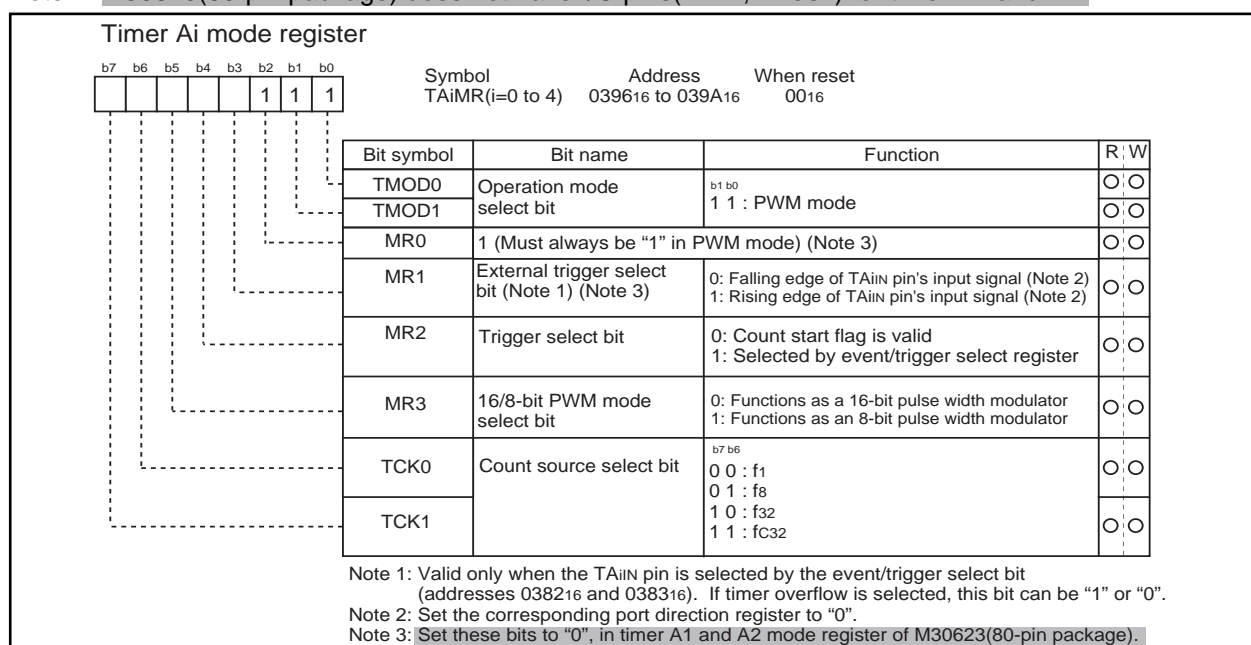 Timer Ai mode register
b7 b6 b5 b4 b3 b2 b1 b0
1 1 1
Symbol Address When reset
TAiMR(i=0 to 4) 039616 to 039A16 0016
Bit symbol Bit name Function R W
TMOD0 Operation mode select bit b1 b0
1 1 : PWM mode
TMOD1
MR0 1 (Must always be “1” in PWM mode) (Note 3)
MR1 External trigger select
bit (Note 1) (Note 3)
0: Falling edge of TAiIN pin's input signal (Note 2)
1: Rising edge of TAiIN pin's input signal (Note 2)
MR2 Trigger select bit
0: Count start flag is valid
1: Selected by event/trigger select register
MR3 16/8-bit PWM mode
select bit
0: Functions as a 16-bit pulse width modulator
1: Functions as an 8-bit pulse width modulator
TCK0 Count source select bit
b7 b6
0 0 : f1
0 1 : f8
1 0 : f32
1 1 : fC32
TCK1
Note 1: Valid only when the TAiIN pin is selected by the event/trigger select bit
(addresses 038216 and 038316). If timer overflow is selected, this bit can be “1” or “0”.
Note 2: Set the corresponding port direction register to “0”.
Note 3: Set these bits to “0”, in timer A1 and A2 mode register of M30623(80-pin package).